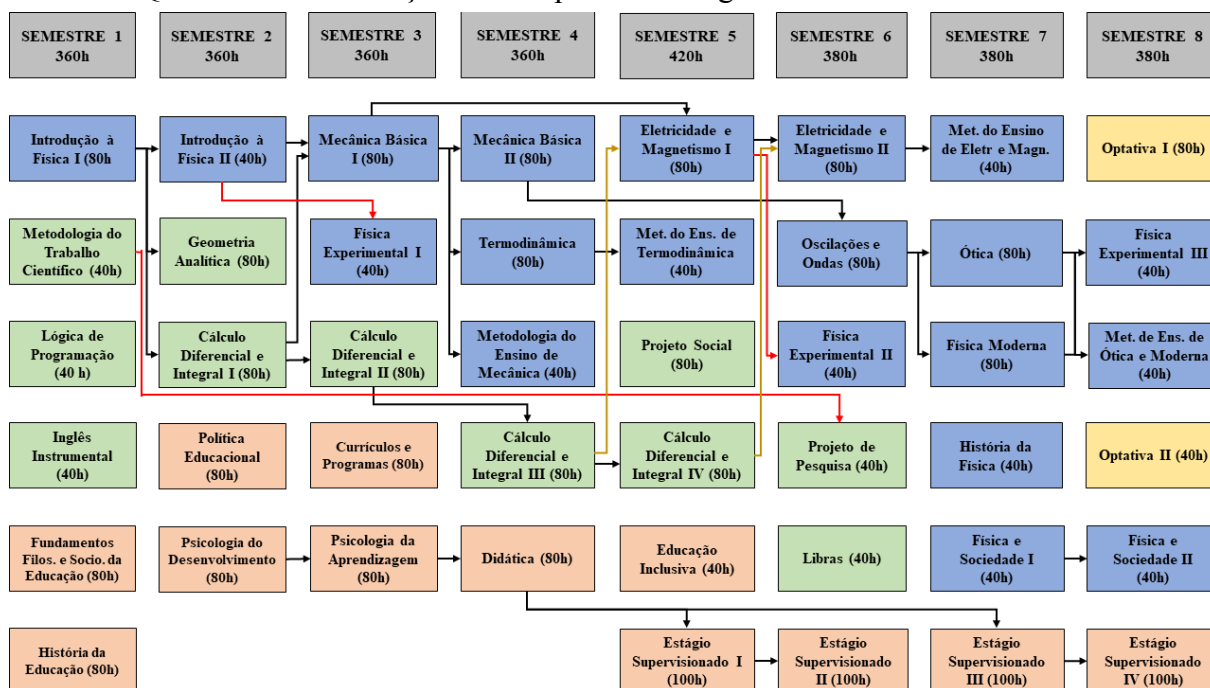 SEMESTRE 1
360h
SEMESTRE 2
360h
SEMESTRE 3
360h
SEMESTRE 4
360h
SEMESTRE 5
420h
SEMESTRE 6
380h
SEMESTRE 7
380h
SEMESTRE 8
380h
Introdução à
Física I (80h
Introdução à
Física II (40h)
Mecânica Básica
I (80h)
Mecânica Básica
II (80h)
Eletricidade e
Magnetismo I
(80h)
Eletricidade e
Magnetismo II
(80h)
Met. do Ensino
de Eletr e Magn.
(40h)
Optativa I (80h)
Metodologia do
Trabalho
Científico (40h)
Geometria
Analítica (80h)
Física
Experimental I
(40h)
Termodinâmica
(80h)
Met. do Ens. de
Termodinâmica
(40h)
Oscilações e
Ondas (80h)
Ótica (80h)
Física
Experimental III
(40h)
Lógica de
Programação
(40 h)
Cálculo
Diferencial e
Integral I (80h)
Cálculo
Diferencial e
Integral II (80h)
Metodologia do
Ensino de
Mecânica (40h)
Projeto Social
(80h)
Física
Experimental II
(40h)
Física Moderna
(80h)
Met. de Ens. de
Ótica e Moderna
(40h)
Inglês
Instrumental
(40h)
Política
Educacional
(80h)
Currículos e
Programas (80h)
Cálculo
Diferencial e
Integral III (80h)
Cálculo
Diferencial e
Integral IV (80h)
Projeto de
Pesquisa (40h)
História da
Física (40h)
Optativa II (40h)
Fundamentos
Filos. e Socio. da
Educação (80h)
Psicologia do
Desenvolvimento
(80h)
Psicologia da
Aprendizagem
(80h)
Didática (80h)
Educação
Inclusiva (40h)
Libras (40h)
Física e
Sociedade I
(40h)
Física e
Sociedade II
(40h)
História da
Educação (80h)
Estágio
Supervisionado I
(100h)
Estágio
Supervisionado
II (100h)
Estágio
Supervisionado
III (100h)
Estágio
Supervisionado
IV (100h)